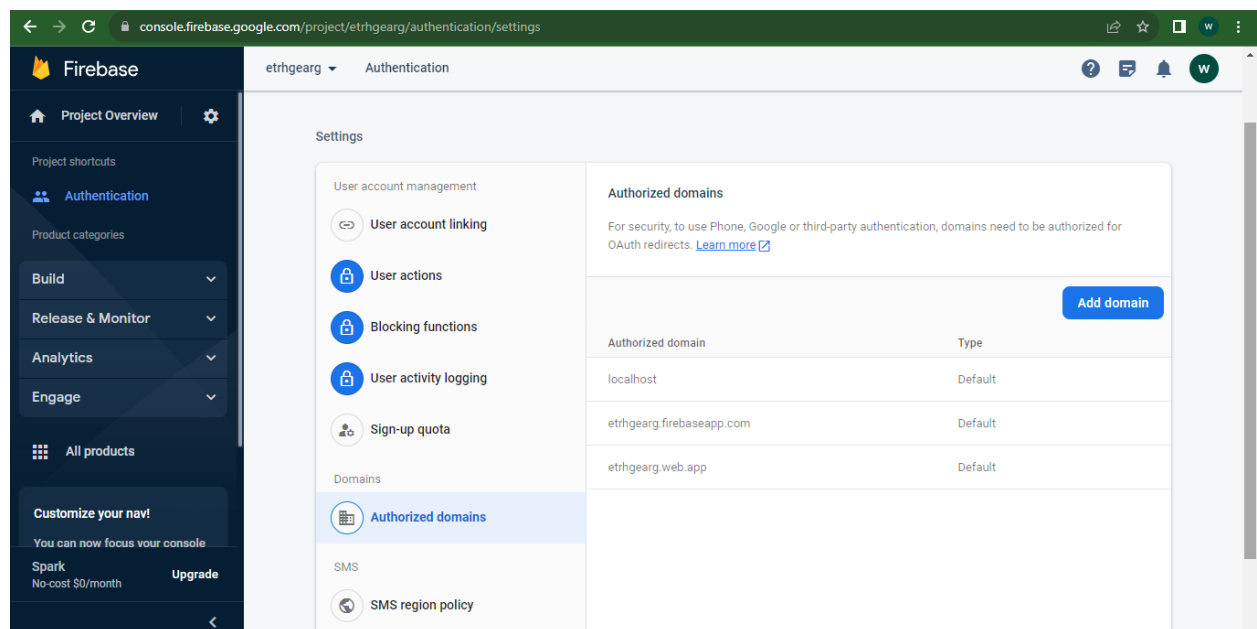 console.firebase.google.com/project/etrhgearg/authentication/settings
W
Firebase
etrhgearg
Authentication
W
Project Overview
Project shortcuts
Authentication
Product categories
Build
Release & Monitor
Analytics
Engage
All products
Customize your nav!
You can now focus your console
Spark
No-cost $0/month
Upgrade
Settings
User account management
User account linking
User actions
Blocking functions
User activity logging
Sign-up quota
Domains
Authorized domains
SMS
SMS region policy
Authorized domains
For security, to use Phone, Google or third-party authentication, domains need to be authorized for
OAuth redirects. Learn more
Add domain
Authorized domain Type
localhost Default
etrhgearg.firebaseapp.com Default
etrhgearg.web.app Default